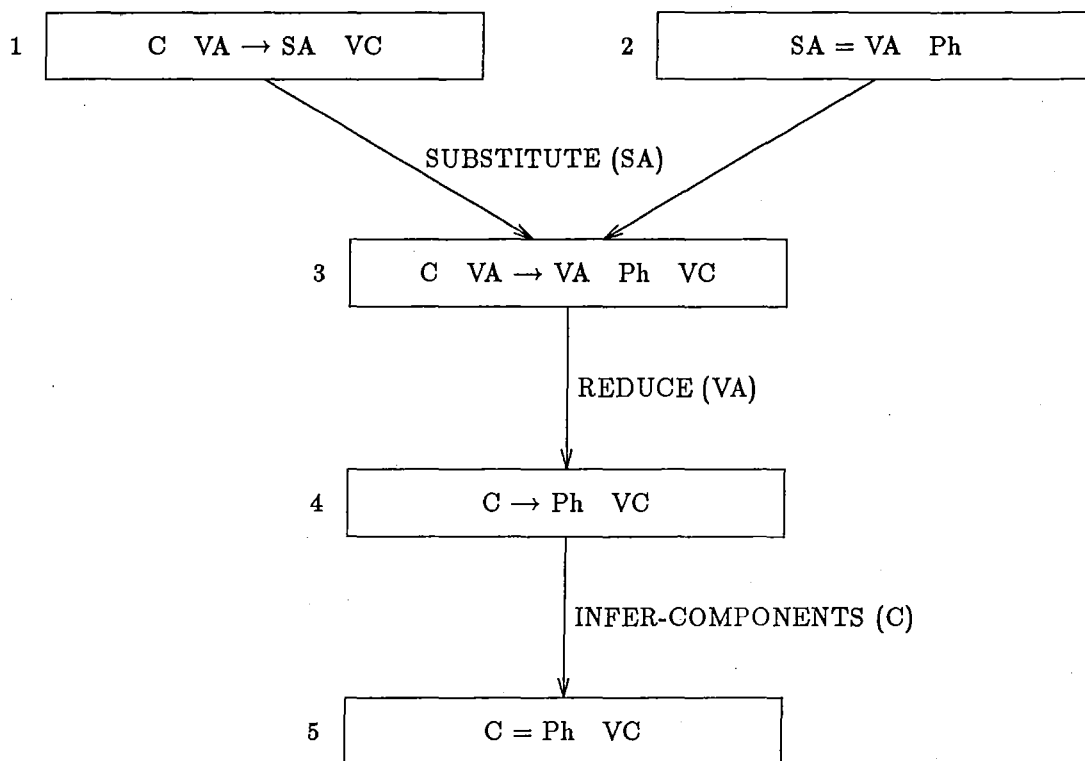 1 C VA → SA VC
2 SA = VA Ph
SUBSTITUTE (SA)
3 C VA → VA Ph VC
REDUCE (VA)
4 C → Ph VC
INFER-COMPONENTS (C)
5 C = Ph VC